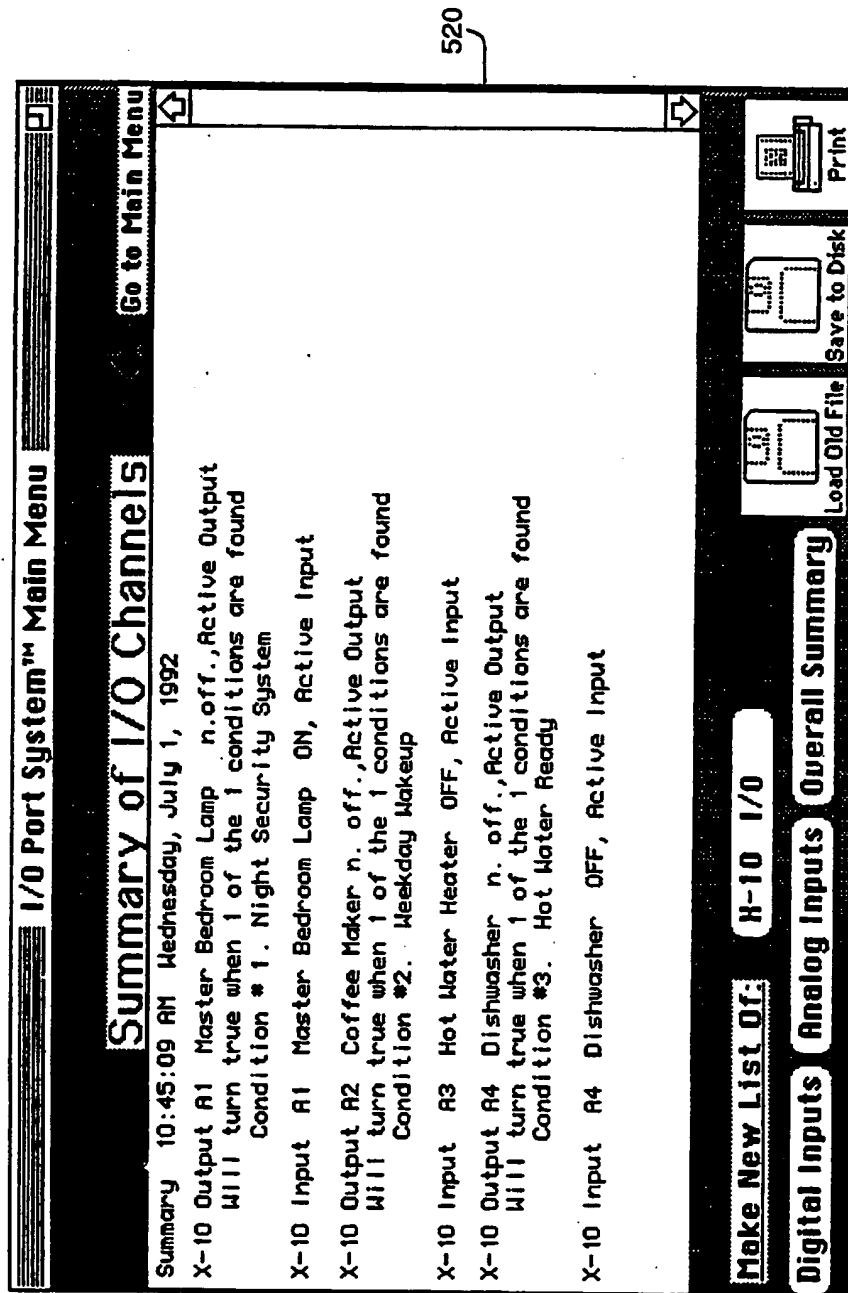 I/O Port System™ Main Menu
Summary of I/O Channels
Go to Main Menu
Summary 10:45:09 AM Wednesday, July 1, 1992
X-10 Output A1 Master Bedroom Lamp n.off.,Active Output
Will turn true when 1 of the 1 conditions are found
Condition # 1. Night Security System
X-10 Input A1 Master Bedroom Lamp ON, Active Input
X-10 Output A2 Coffee Maker n. off.,Active Output
Will turn true when 1 of the 1 conditions are found
Condition #2. Weekday Wakeup
X-10 Input A3 Hot Water Heater OFF, Active Input
X-10 Output A4 Dishwasher n. off.,Active Output
Will turn true when 1 of the 1 conditions are found
Condition #3. Hot Water Ready
X-10 Input A4 Dishwasher OFF, Active Input
520
Make New List Of:
X-10 I/O
Digital Inputs
Analog Inputs
Overall Summary
Load Old File
Save to Disk
Print